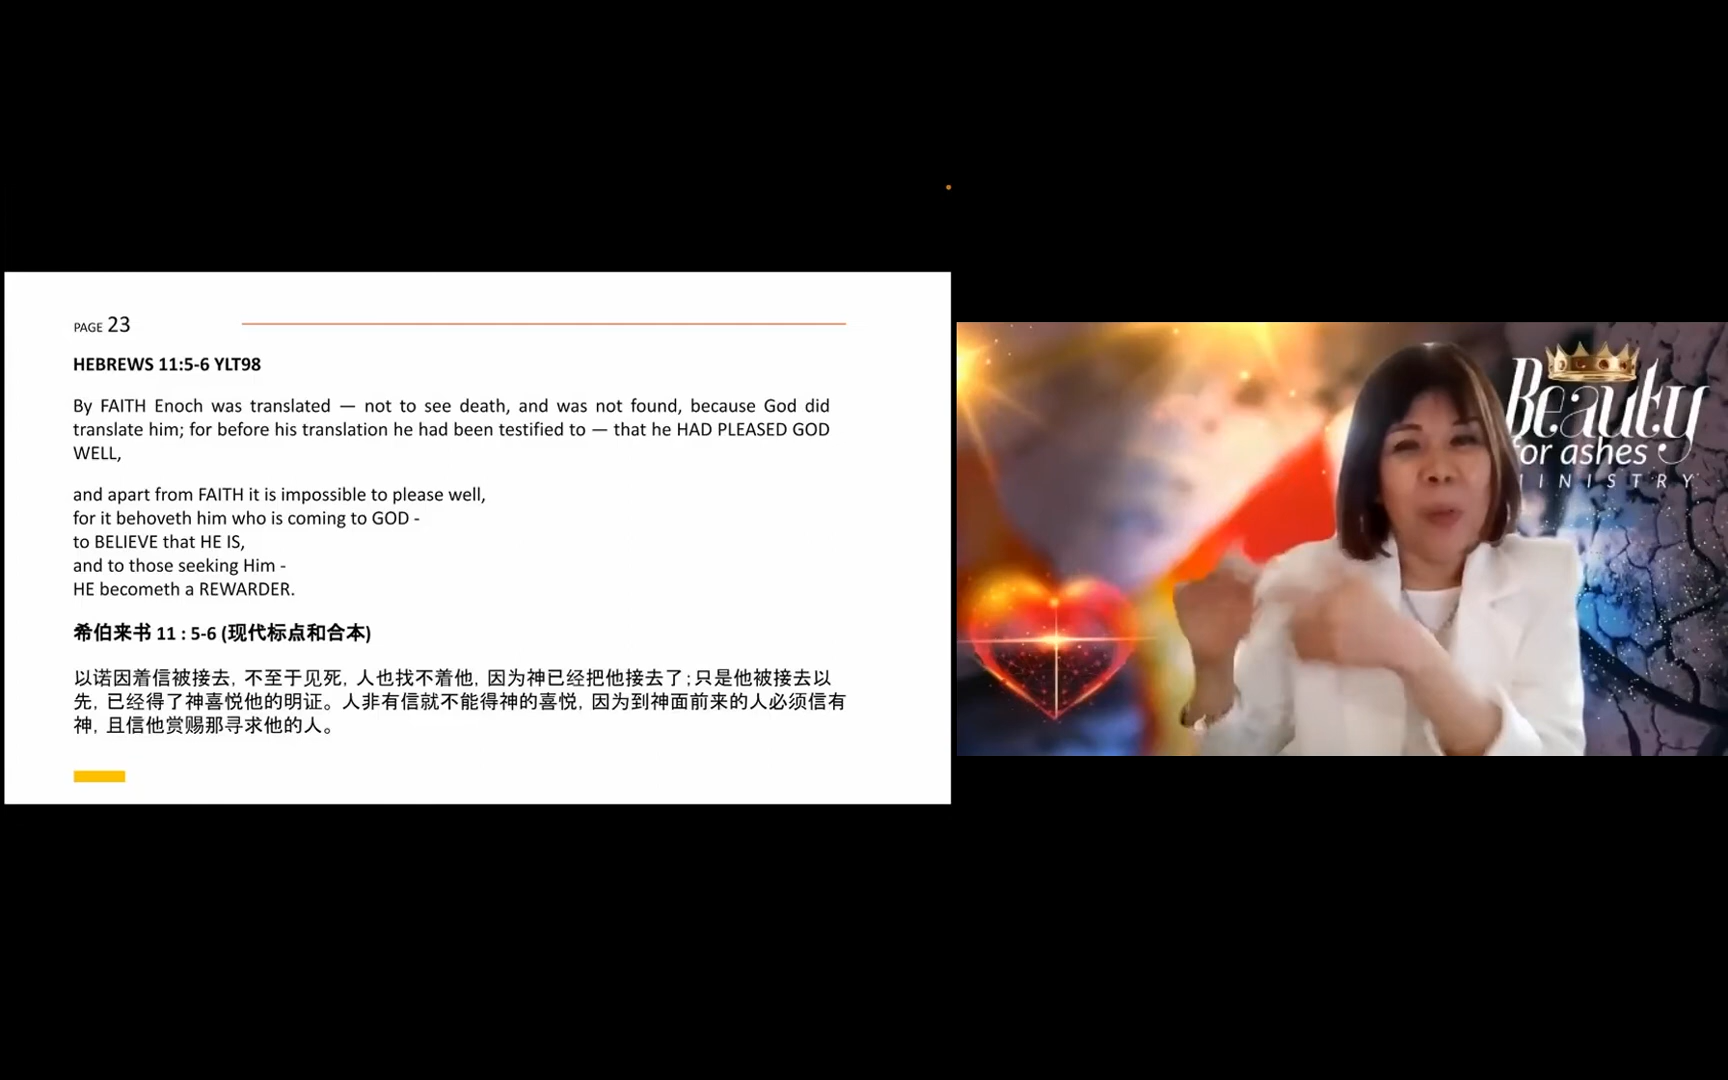 PAGE 23
HEBREWS 11:5-6 YLT98
By FAITH Enoch was translated — not to see death, and was not found, because God did
translate him; for before his translation he had been testified to — that he HAD PLEASED GOD
WELL,
and apart from FAITH it is impossible to please well,
for it behoveth him who is coming to GOD -
to BELIEVE that HE IS,
and to those seeking Him -
HE becometh a REWARDER.
希伯来书 11 : 5-6 (现代标点和合本)
以诺因着信被接去, 不至于见死, 人也找不着他, 因为神已经把他接去了;只是他被接去以
先, 已经得了神喜悦他的明证。人非有信就不能得神的喜悦, 因为到神面前来的人必须信有
神, 且信他赏赐那寻求他的人。
Beauty
for ashes
MINISTRY